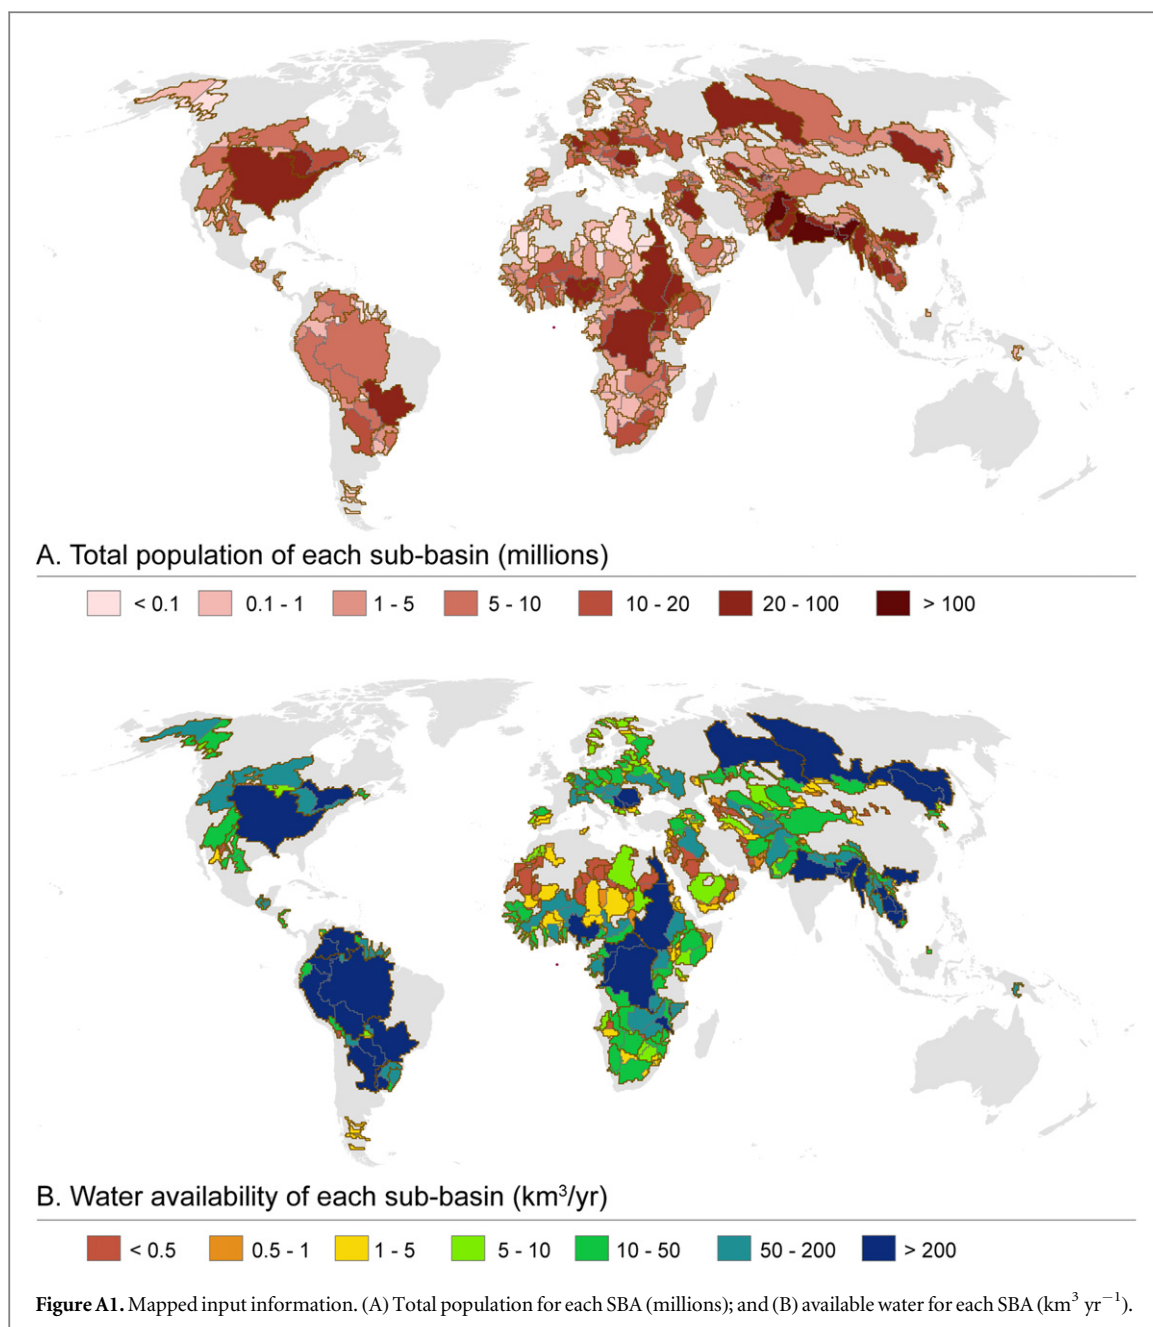 A. Total population of each sub-basin (millions)
< 0.1 0.1 - 1 1 - 5 5 - 10 10 - 20 20 - 100 > 100
B. Water availability of each sub-basin (km³/yr)
< 0.5 0.5 - 1 1 - 5 5 - 10 10 - 50 50 - 200 > 200
Figure A1. Mapped input information. (A) Total population for each SBA (millions); and (B) available water for each SBA (km³ yr⁻¹).